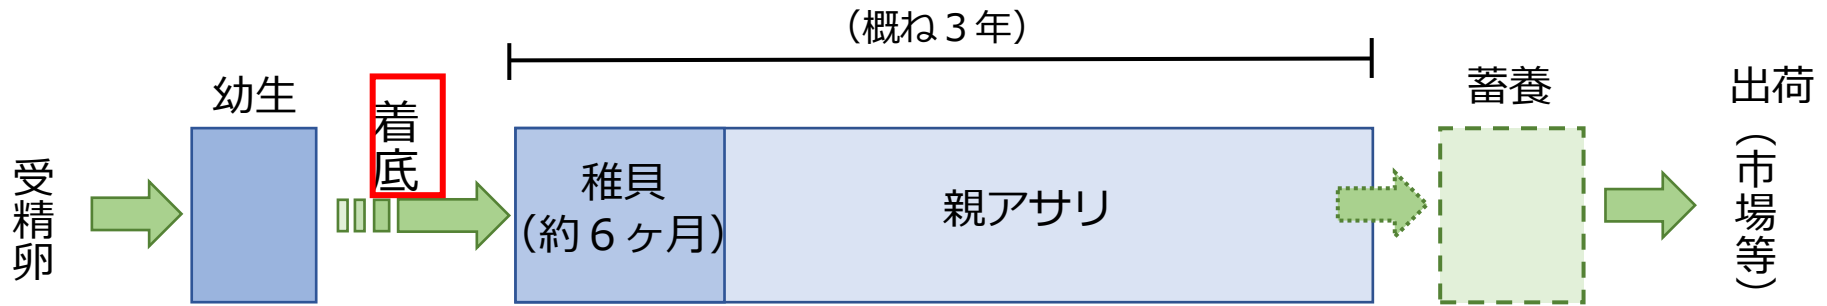 （概ね３年）
受精卵
幼生
着底
稚貝
（約６ヶ月）
親アサリ
蓄養
出荷
（市場等）